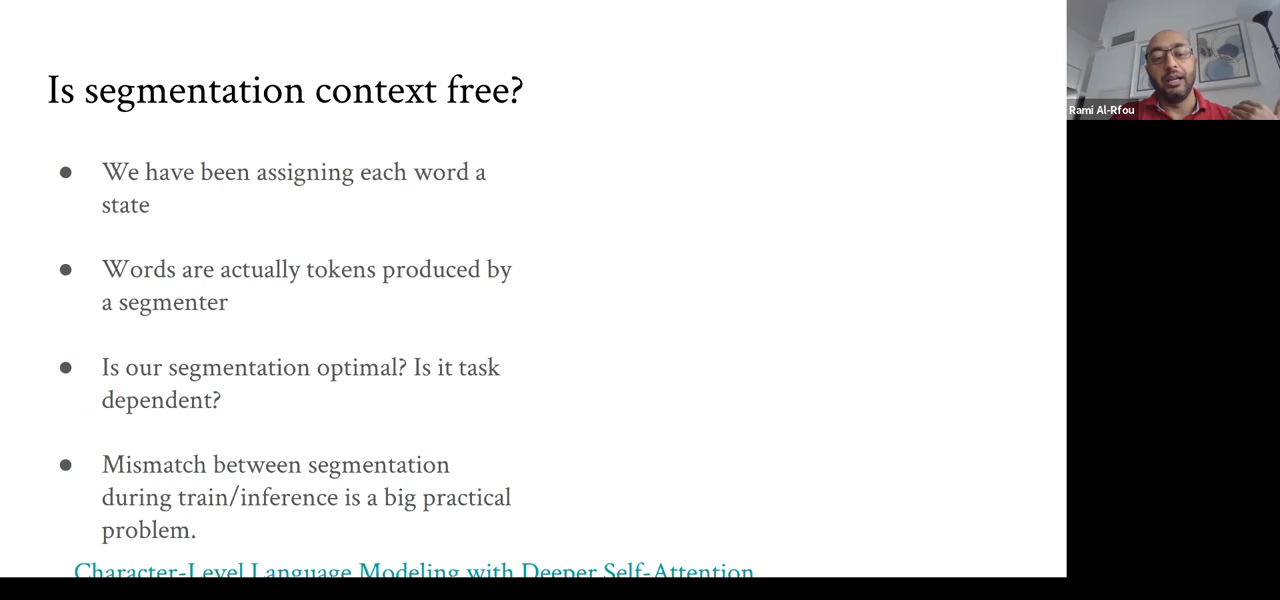 Is segmentation context free?
● We have been assigning each word a
state
● Words are actually tokens produced by
a segmenter
● Is our segmentation optimal? Is it task
dependent?
● Mismatch between segmentation
during train/inference is a big practical
problem.
Character-Level Language Modeling with Deeper Self-Attention
Rami Al-Rfou